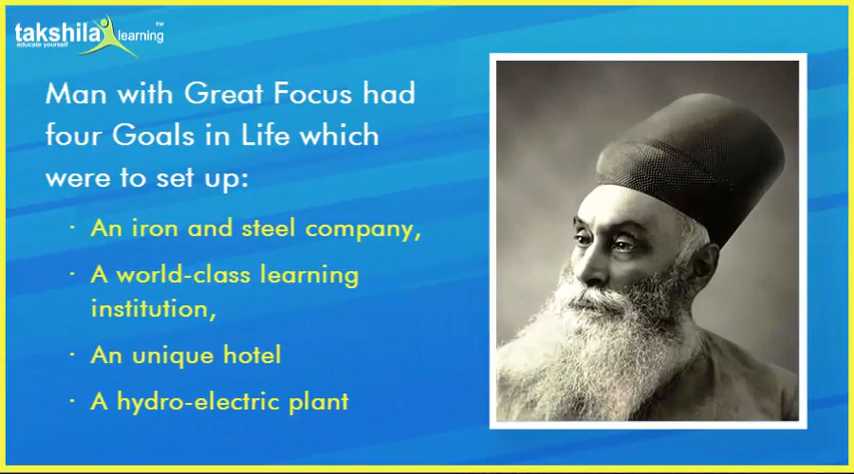 takshila learning™
educate yourself
Man with Great Focus had
four Goals in Life which
were to set up:
· An iron and steel company,
· A world-class learning
institution,
· An unique hotel
· A hydro-electric plant